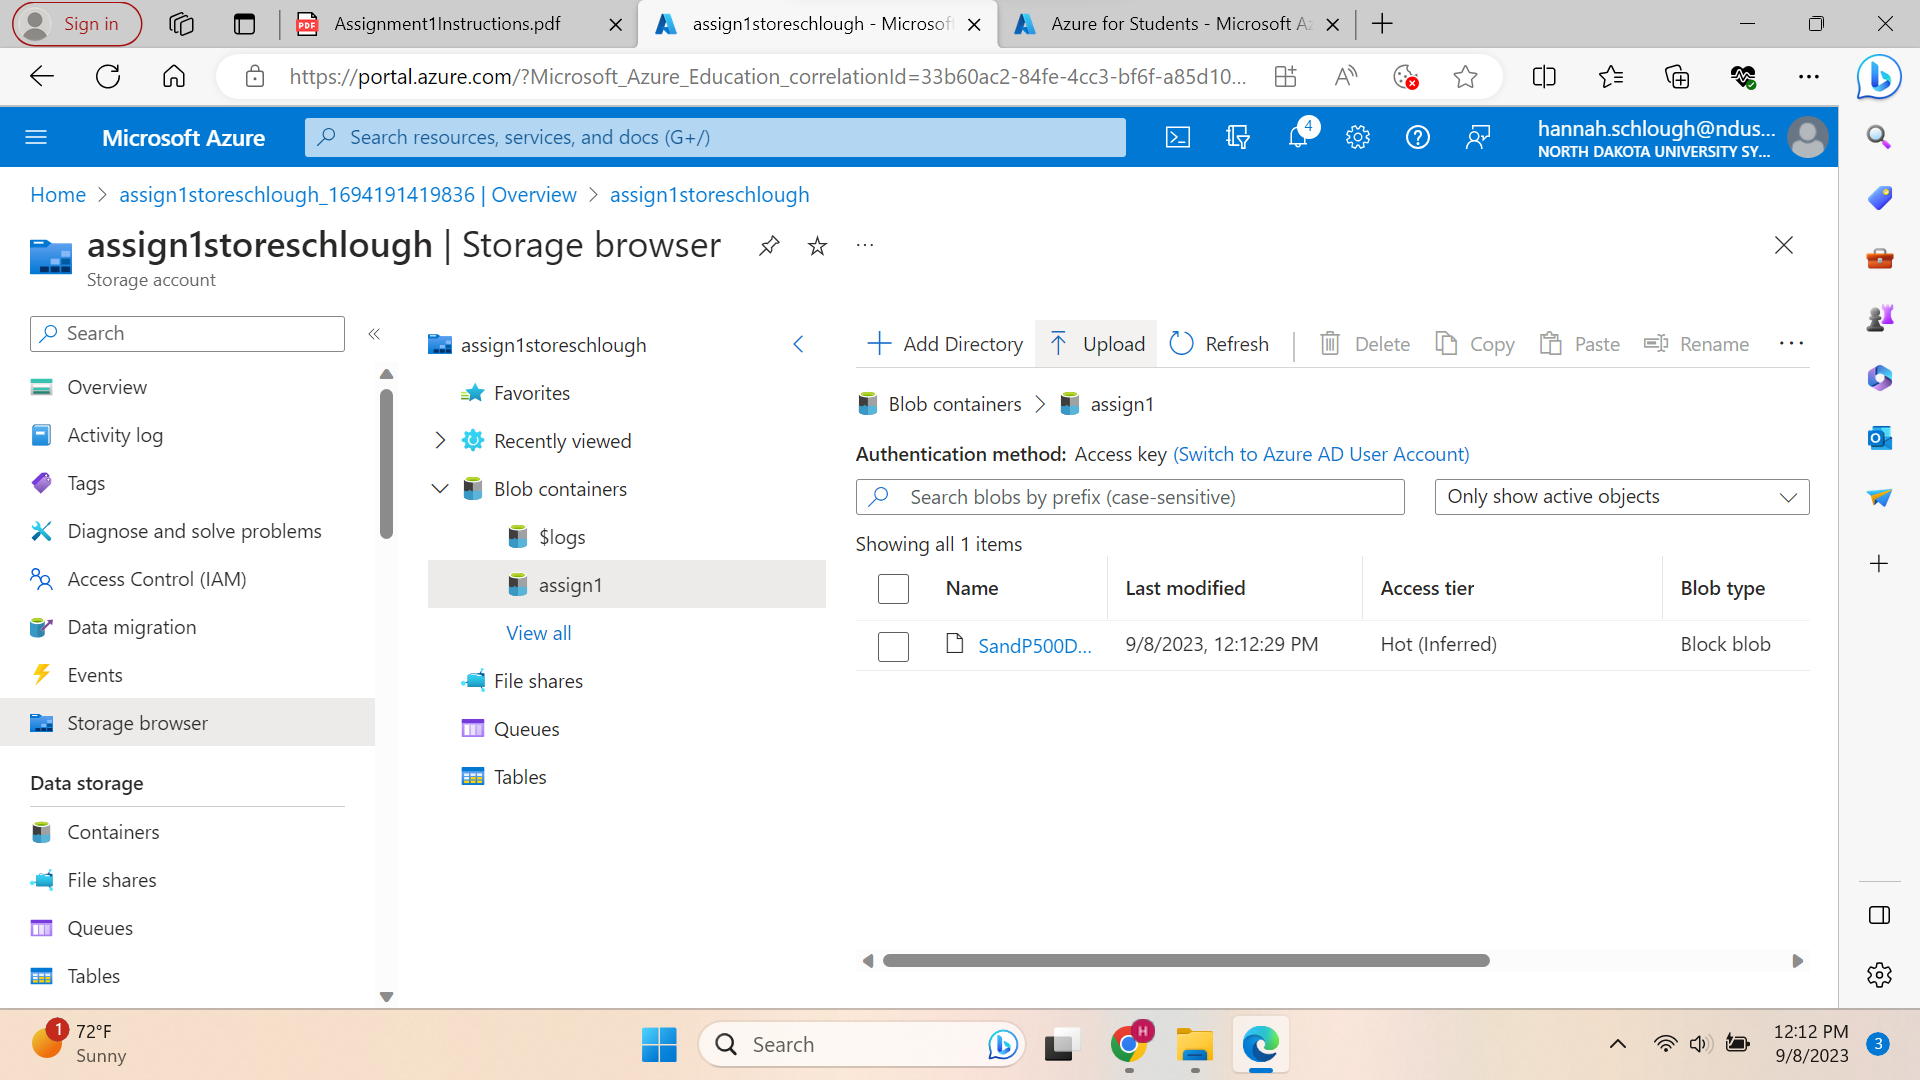 Sign in
Assignment1Instructions.pdf
assign1storeschlough - Microsoft
Azure for Students - Microsoft Az
https://portal.azure.com/?Microsoft_Azure_Education_correlationId=33b60ac2-84fe-4cc3-bf6f-a85d10...
Microsoft Azure
Search resources, services, and docs (G+/)
4
hannah.schlough@ndus...
NORTH DAKOTA UNIVERSITY SY...
Home > assign1storeschlough_1694191419836 | Overview > assign1storeschlough
assign1storeschlough | Storage browser
Storage account
Search
Overview
Activity log
Tags
Diagnose and solve problems
Access Control (IAM)
Data migration
Events
Storage browser
Data storage
Containers
File shares
Queues
Tables
assign1storeschlough
Favorites
Recently viewed
Blob containers
$logs
assign1
View all
File shares
Queues
Tables
Add Directory Upload Refresh | Delete Copy Paste Rename ...
Blob containers > assign1
Authentication method: Access key (Switch to Azure AD User Account)
Search blobs by prefix (case-sensitive)
Only show active objects
Showing all 1 items
Name Last modified Access tier Blob type
SandP500D... 9/8/2023, 12:12:29 PM Hot (Inferred) Block blob
1
72°F
Sunny
Search
H
12:12 PM
9/8/2023
3